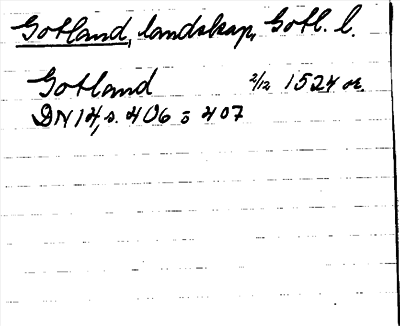 Gotland, landskap, Gotl. l.
Gotland 2/12 1524 or.
DN 14, s. 406 - 407